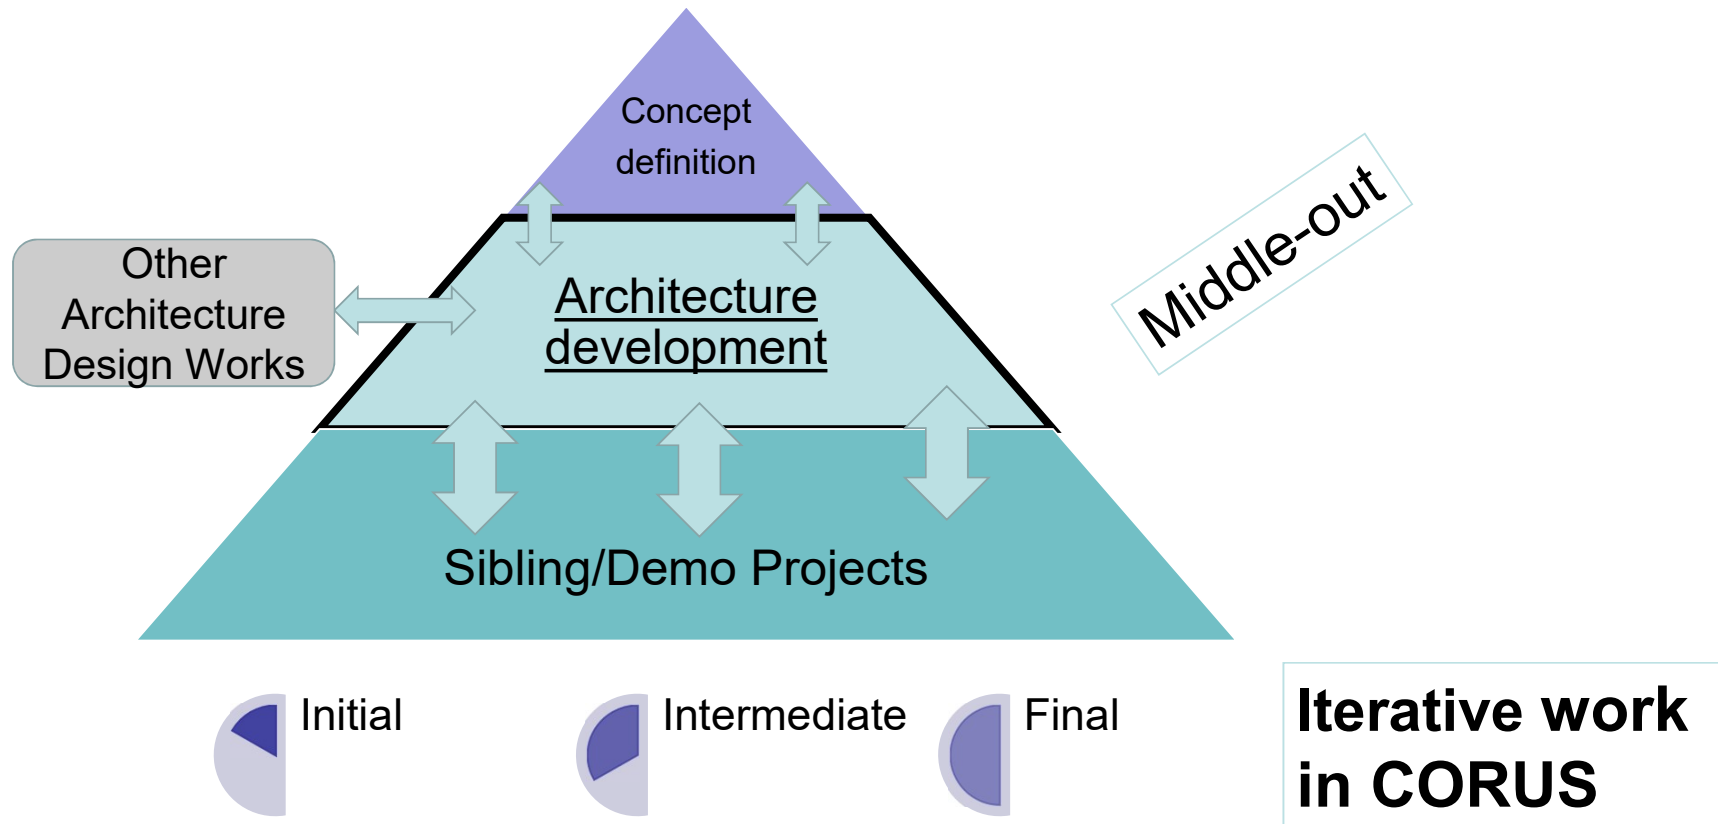 Concept
definition
Other
Architecture
Design Works
Architecture
development
Middle-out
Sibling/Demo Projects
Initial
Intermediate
Final
Iterative work
in CORUS